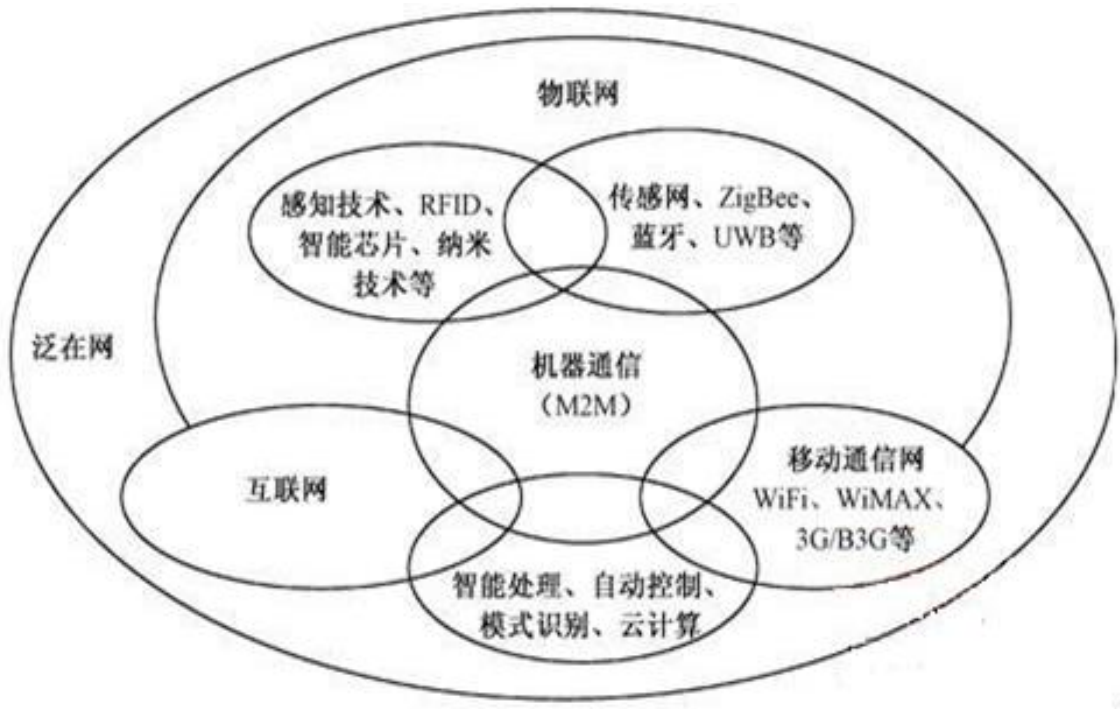 物联网
感知技术、RFID、
智能芯片、纳米
技术等
传感网、ZigBee、
蓝牙、UWB等
泛在网
机器通信
（M2M）
互联网
移动通信网
WiFi、WiMAX、
3G/B3G等
智能处理、自动控制、
模式识别、云计算